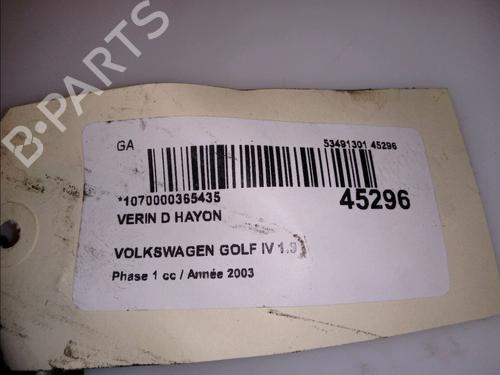 GA
53491301 45296
*1070000365435
45296
VERIN D HAYON
VOLKSWAGEN GOLF IV 1.9
Phase 1 cc / Année 2003
B-PARTS